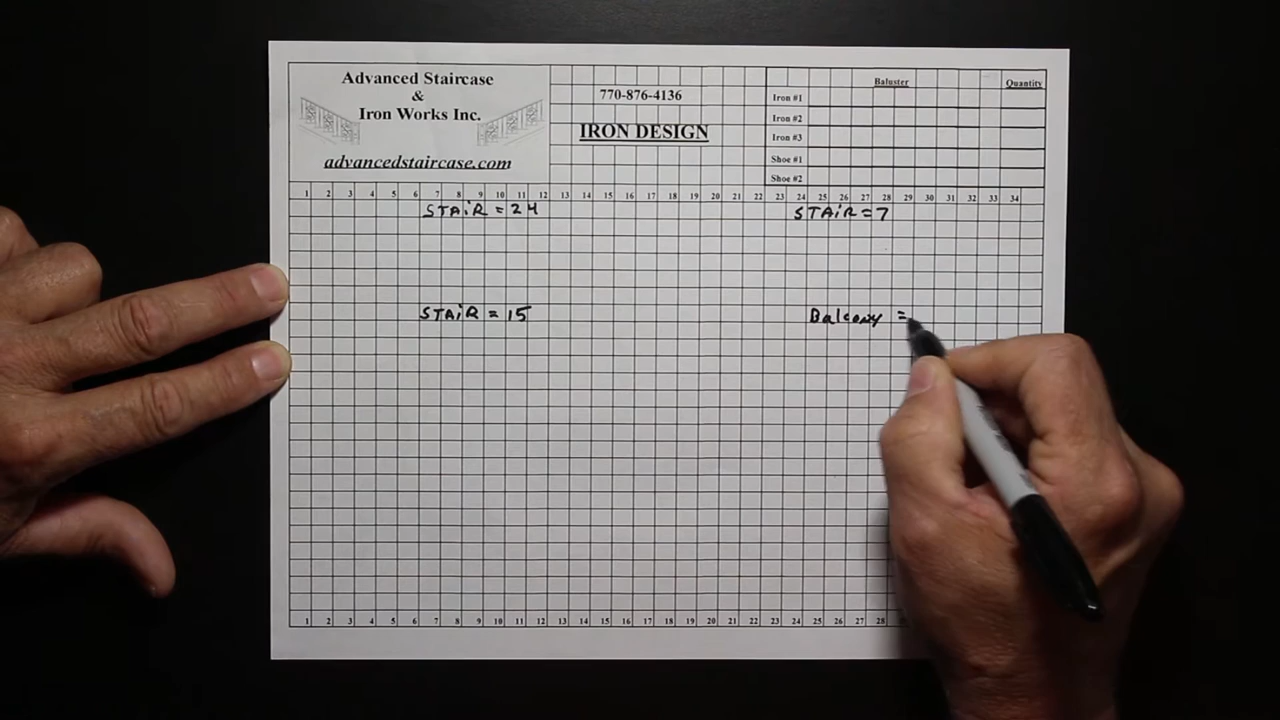 Advanced Staircase
&
Iron Works Inc.
advancedstaircase.com
770-876-4136
IRON DESIGN
Baluster Quantity
Iron #1
Iron #2
Iron #3
Shoe #1
Shoe #2
1 2 3 4 5 6 7 8 9 10 11 12 13 14 15 16 17 18 19 20 21 22 23 24 25 26 27 28 29 30 31 32 33 34
STAiR = 24 STAiR = 7
STAiR = 15 Balcony =
1 2 3 4 5 6 7 8 9 10 11 12 13 14 15 16 17 18 19 20 21 22 23 24 25 26 27 28